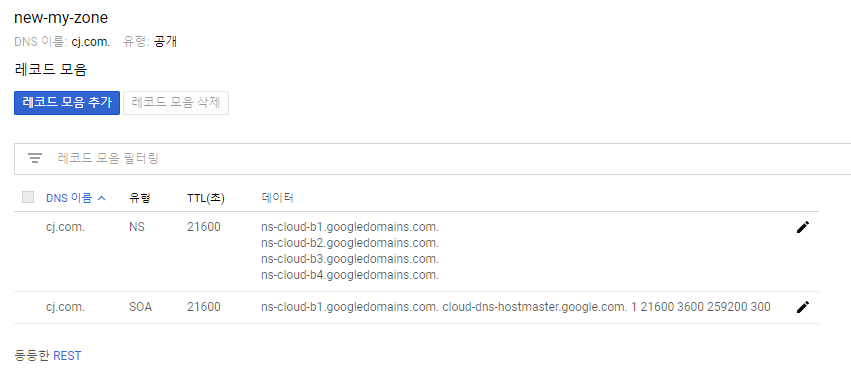 new-my-zone
DNS 이름: cj.com. 유형: 공개
레코드 모음
레코드 모음 추가 레코드 모음 삭제
레코드 모음 필터링
DNS 이름 유형 TTL(초) 데이터
cj.com. NS 21600 ns-cloud-b1.googledomains.com.
ns-cloud-b2.googledomains.com.
ns-cloud-b3.googledomains.com.
ns-cloud-b4.googledomains.com.
cj.com. SOA 21600 ns-cloud-b1.googledomains.com. cloud-dns-hostmaster.google.com. 1 21600 3600 259200 300
동등한 REST